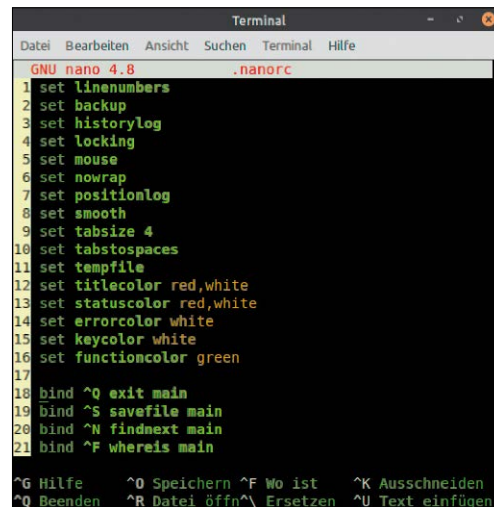 Terminal
Datei Bearbeiten Ansicht Suchen Terminal Hilfe
GNU nano 4.8 .nanorc
1 set linenumbers
2 set backup
3 set historylog
4 set locking
5 set mouse
6 set nowrap
7 set positionlog
8 set smooth
9 set tabsize 4
10 set tabstospaces
11 set tempfile
12 set titlecolor red,white
13 set statuscolor red,white
14 set errorcolor white
15 set keycolor white
16 set functioncolor green
17
18 bind ^Q exit main
19 bind ^S savefile main
20 bind ^N findnext main
21 bind ^F whereis main
^G Hilfe ^O Speichern ^F Wo ist ^K Ausschneiden
^Q Beenden ^R Datei öffn^\ Ersetzen ^U Text einfügen